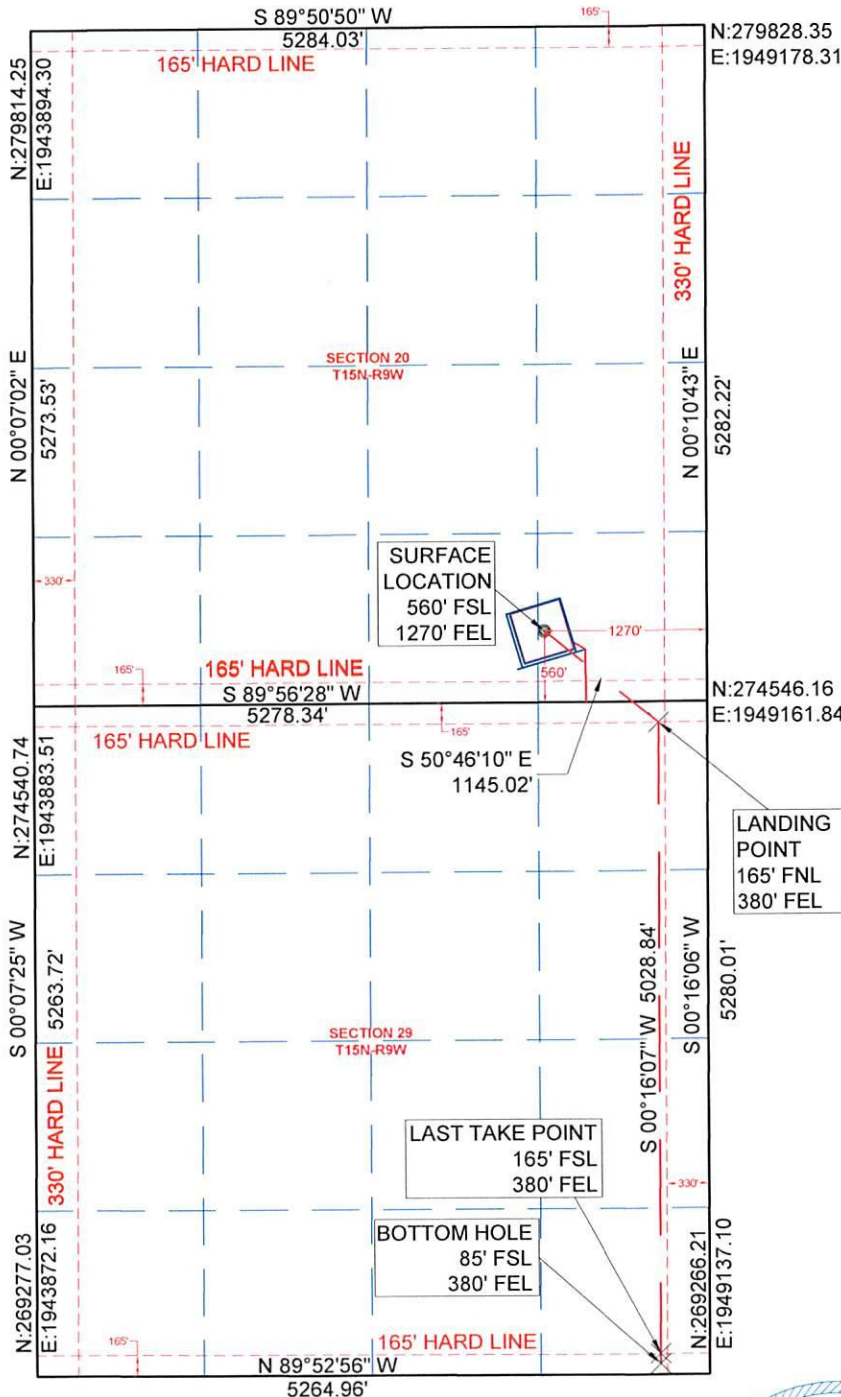 S 89°50'50" W
5284.03'
165'
N:279828.35
E:1949178.31
165' HARD LINE
N:279814.25
E:1943894.30
330' HARD LINE
SECTION 20
T15N-R9W
N 00°07'02" E
5273.53'
N 00°10'43" E
5282.22'
SURFACE
LOCATION
560' FSL
1270' FEL
330'
1270'
165'
165' HARD LINE
560'
S 89°56'28" W
5278.34'
N:274546.16
E:1949161.84
165'
165' HARD LINE
S 50°46'10" E
1145.02'
N:274540.74
E:1943883.51
LANDING
POINT
165' FNL
380' FEL
S 00°07'25" W
5263.72'
S 00°16'07" W 5028.84'
S 00°16'06" W
5280.01'
SECTION 29
T15N-R9W
330' HARD LINE
LAST TAKE POINT
165' FSL
380' FEL
330'
BOTTOM HOLE
85' FSL
380' FEL
N:269277.03
E:1943872.16
N:269266.21
E:1949137.10
165'
165' HARD LINE
N 89°52'56" W
5264.96'